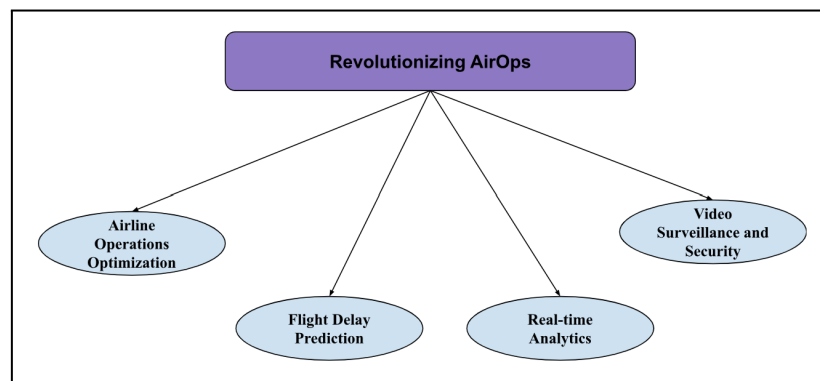 Revolutionizing AirOps
Airline
Operations
Optimization
Flight Delay
Prediction
Real-time
Analytics
Video
Surveillance and
Security